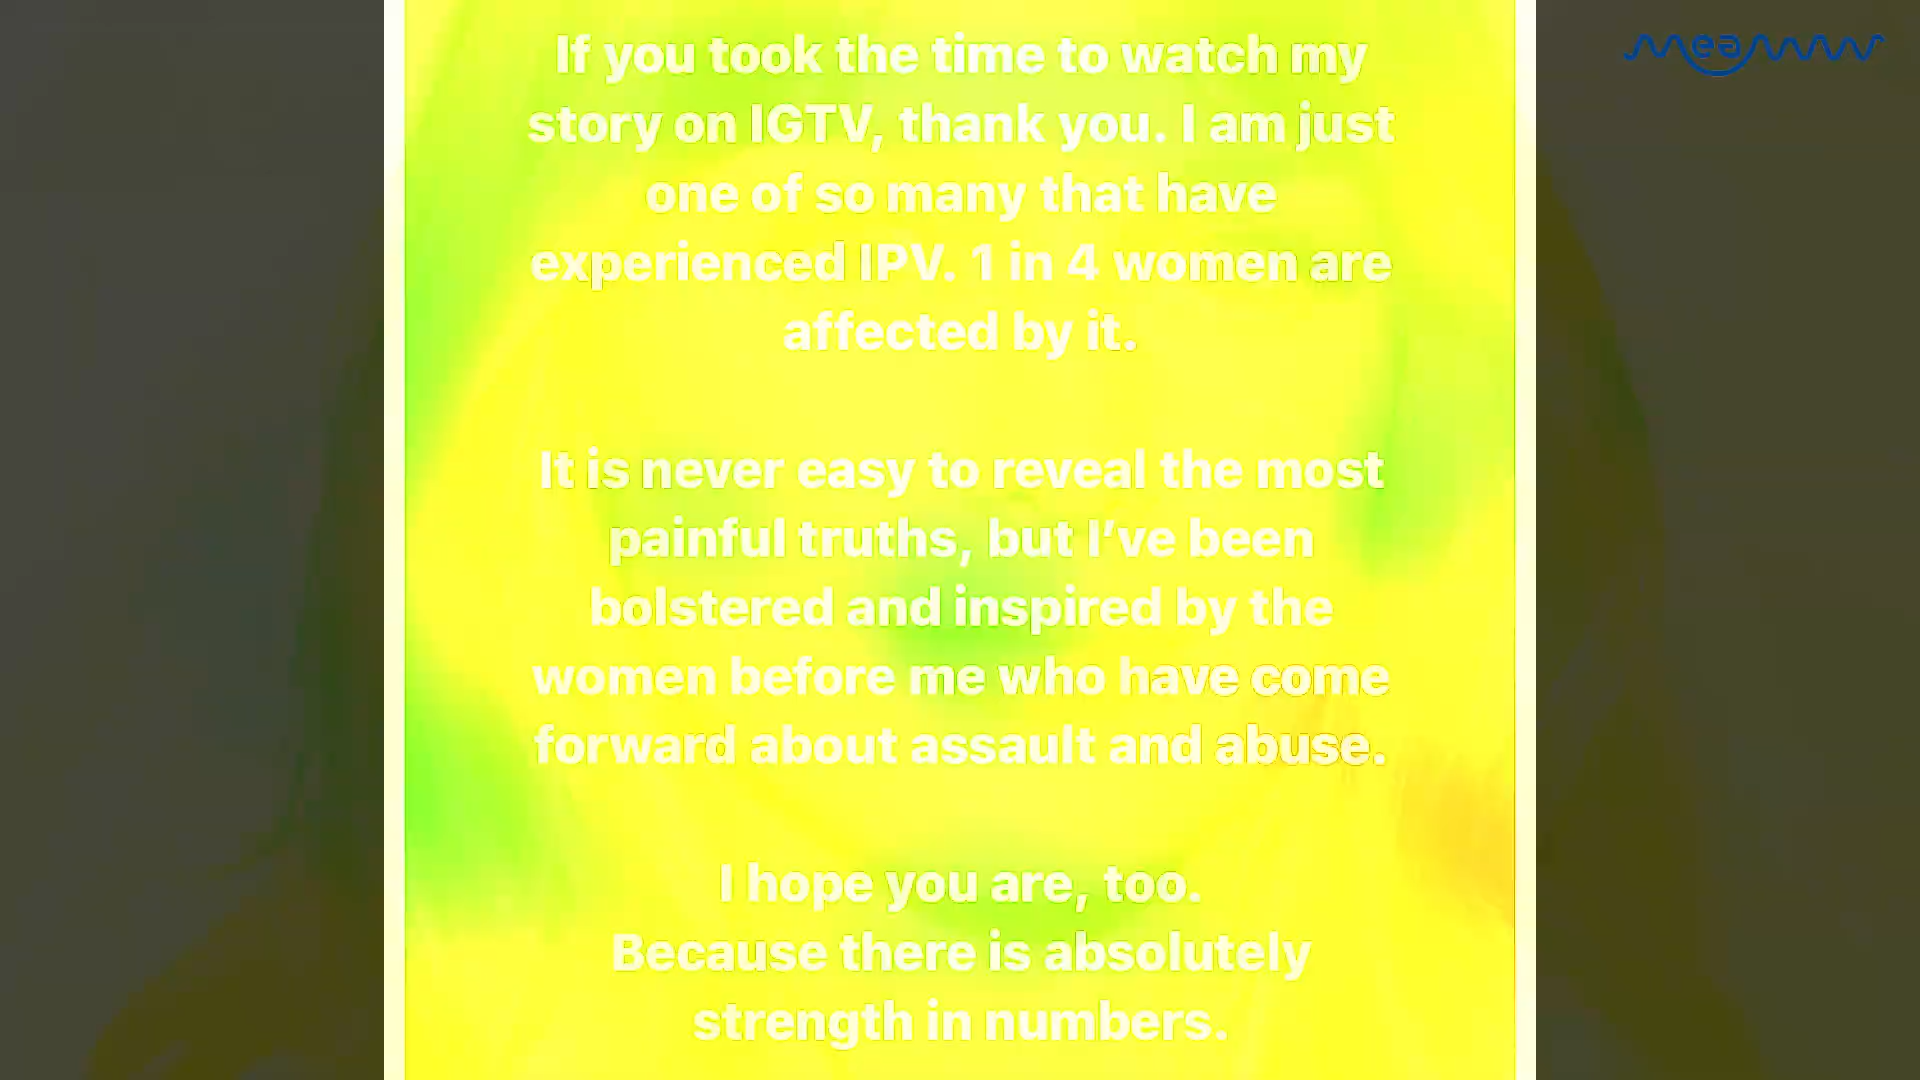 meaww
If you took the time to watch my
story on IGTV, thank you. I am just
one of so many that have
experienced IPV. 1 in 4 women are
affected by it.
It is never easy to reveal the most
painful truths, but I’ve been
bolstered and inspired by the
women before me who have come
forward about assault and abuse.
I hope you are, too.
Because there is absolutely
strength in numbers.